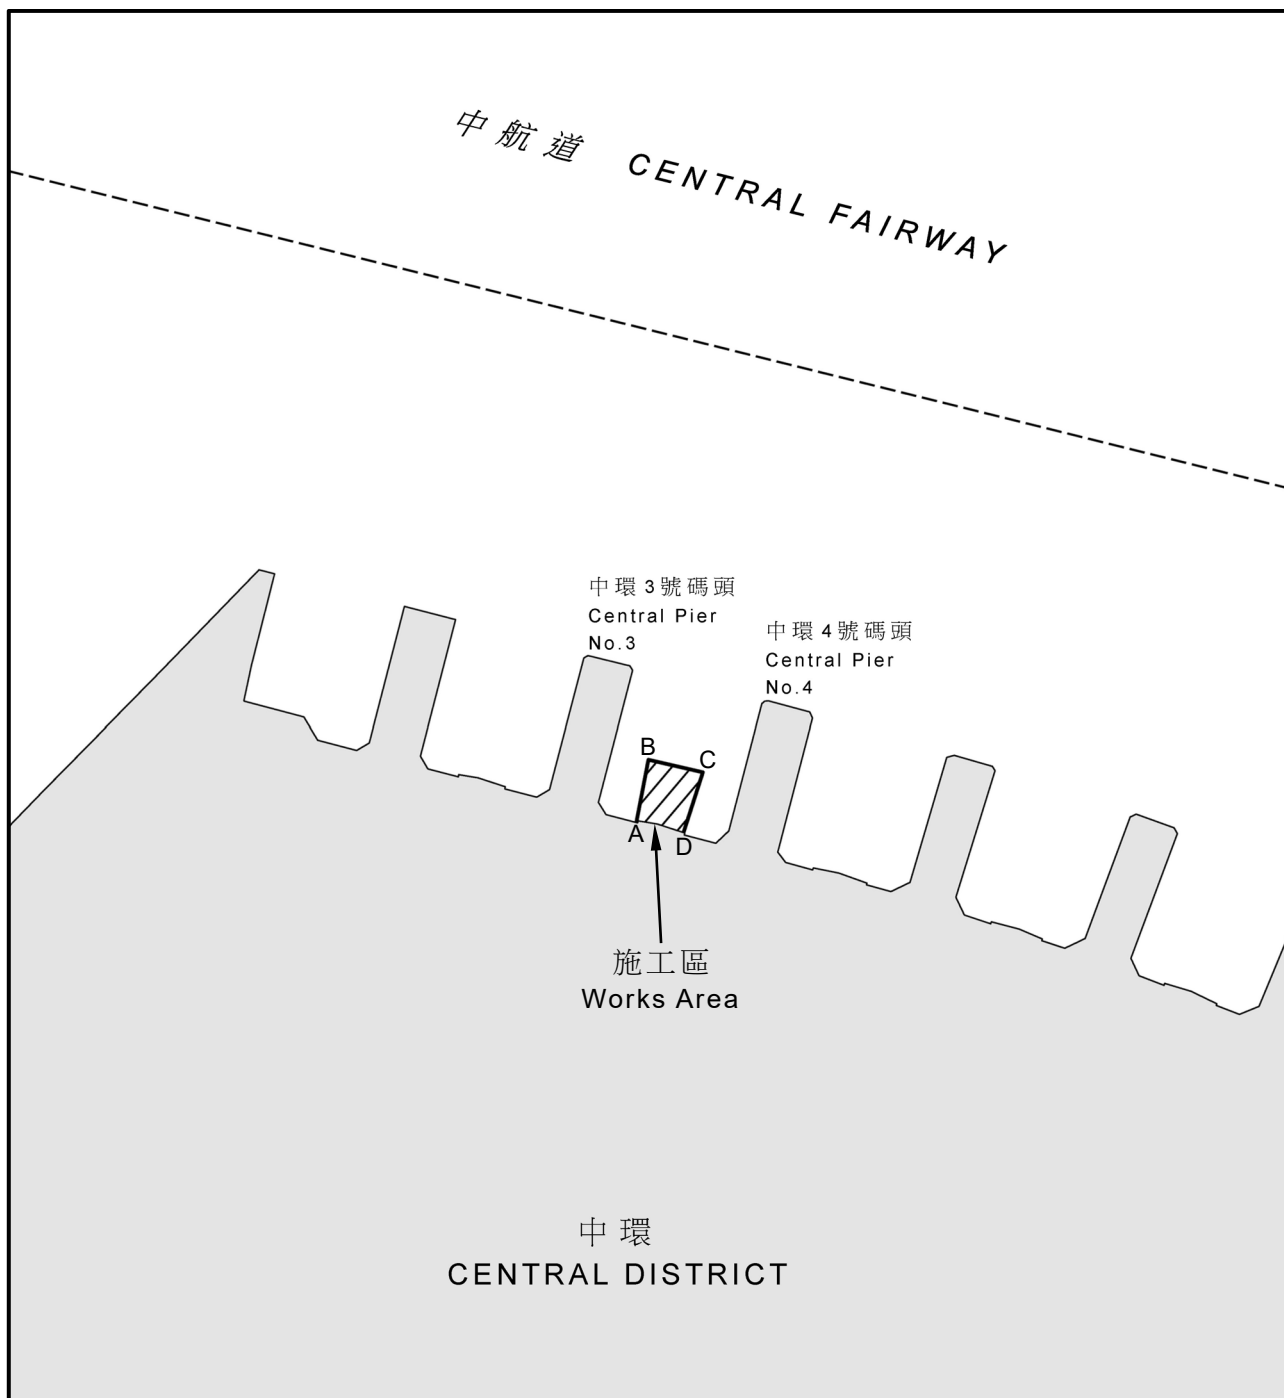 中航道 CENTRAL FAIRWAY
中環3號碼頭
Central Pier
No.3
中環4號碼頭
Central Pier
No.4
B
C
A
D
施工區
Works Area
中環
CENTRAL DISTRICT